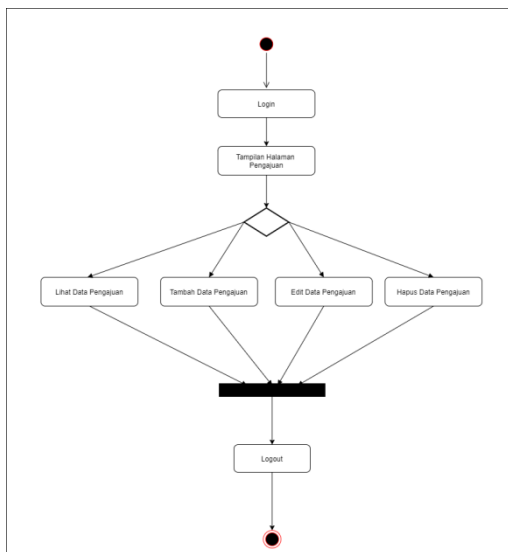 Login
Tampilan Halaman
Pengajuan
Lihat Data Pengajuan
Tambah Data Pengajuan
Edit Data Pengajuan
Hapus Data Pengajuan
Logout